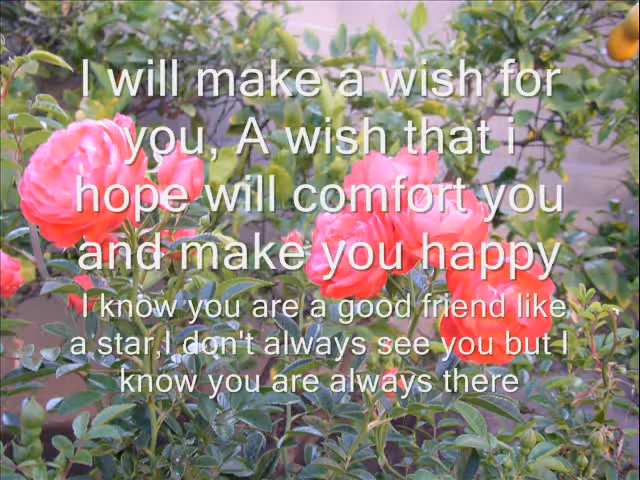 I will make a wish for
you, A wish that i
hope will comfort you
and make you happy
I know you are a good friend like
a star,I don't always see you but I
know you are always there